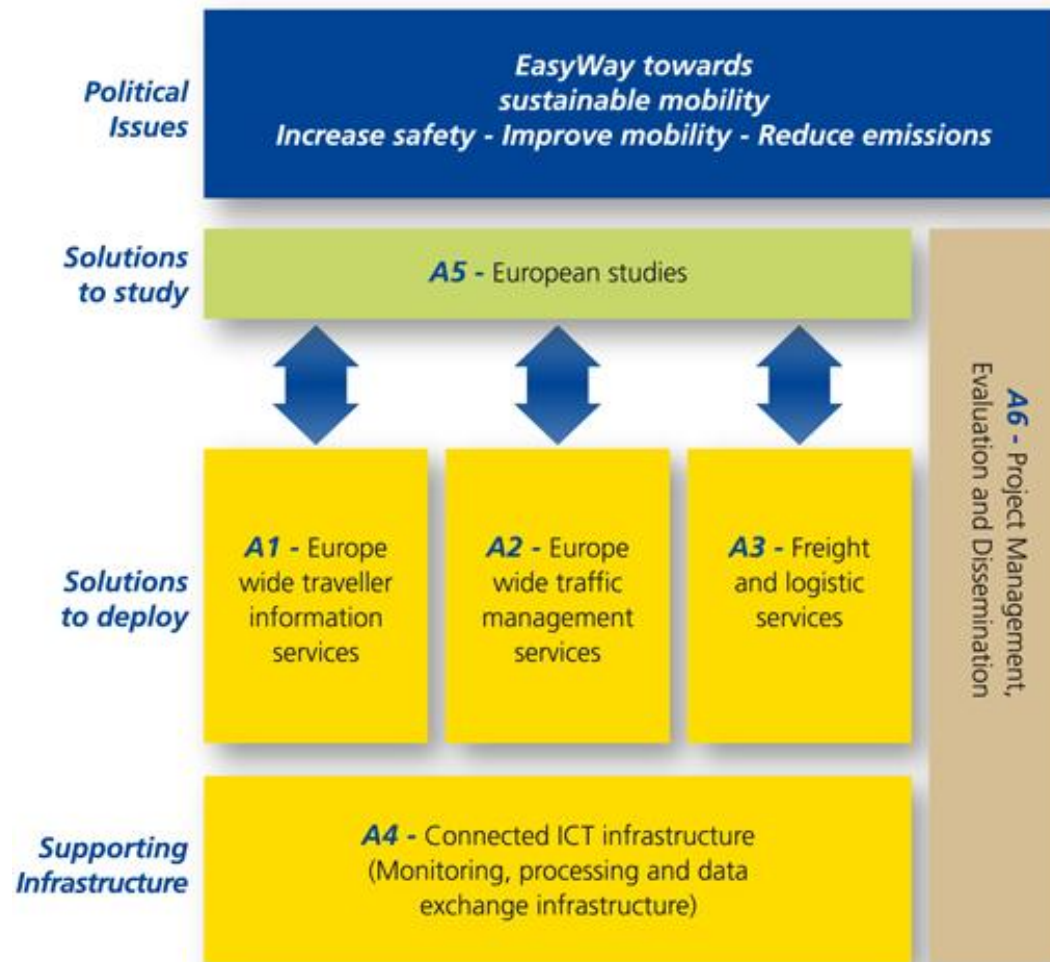 Political
Issues
EasyWay towards
sustainable mobility
Increase safety - Improve mobility - Reduce emissions
Solutions
to study
A5 - European studies
Solutions
to deploy
A1 - Europe
wide traveller
information
services
A2 - Europe
wide traffic
management
services
A3 - Freight
and logistic
services
Supporting
Infrastructure
A4 - Connected ICT infrastructure
(Monitoring, processing and data
exchange infrastructure)
A6 - Project Management,
Evaluation and Dissemination